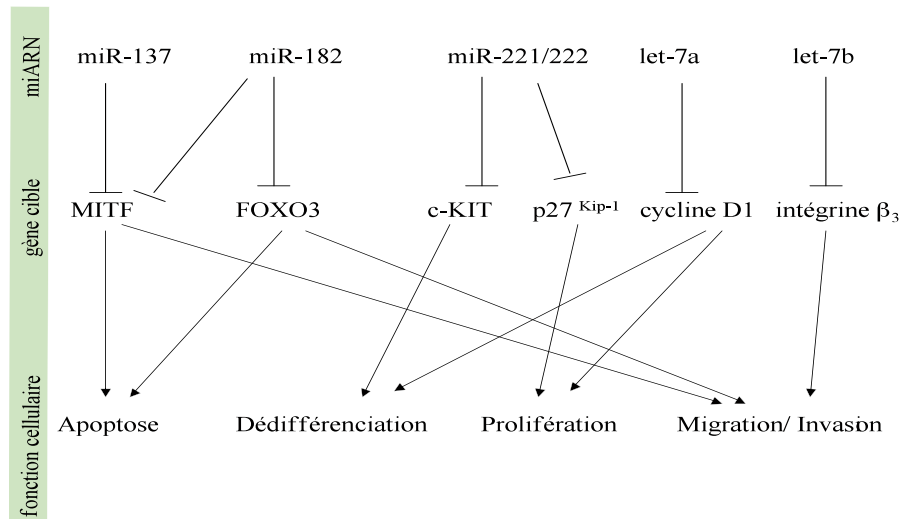 miARN
miR-137 miR-182 miR-221/222 let-7a let-7b
gène cible
MITF FOXO3 c-KIT p27 Kip-1 cycline D1 intégrine β3
fonction cellulaire
Apoptose Dédifférenciation Prolifération Migration/ Invasion